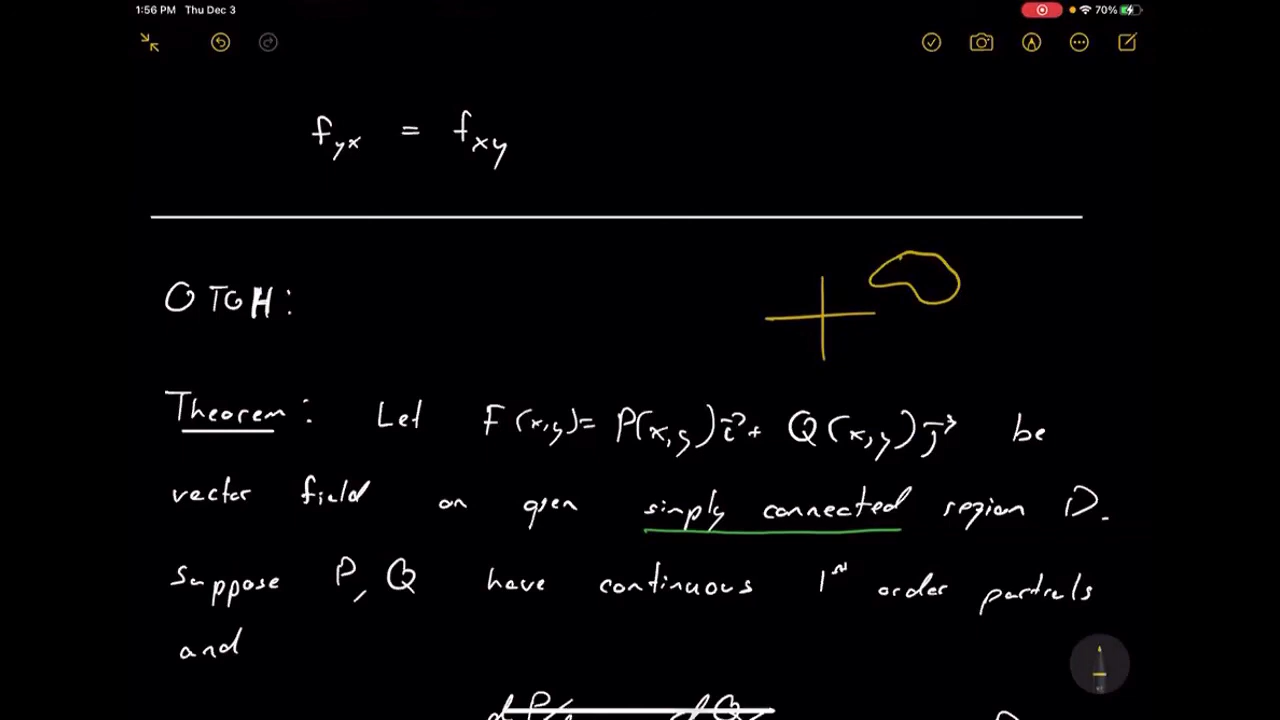 1:56 PM Thu Dec 3
70%
f_yx = f_xy
OTOH:
Theorem: Let F(x,y)= P(x,y)i⃗ + Q(x,y)j⃗ be
vector field on open simply connected region D.
Suppose P, Q have continuous 1st order partials
and